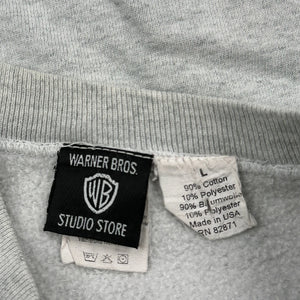 WARNER BROS.
WB
STUDIO STORE
L
90% Cotton
10% Polyester
90% Baumwolle
10% Polyester
Made in USA
RN 82871